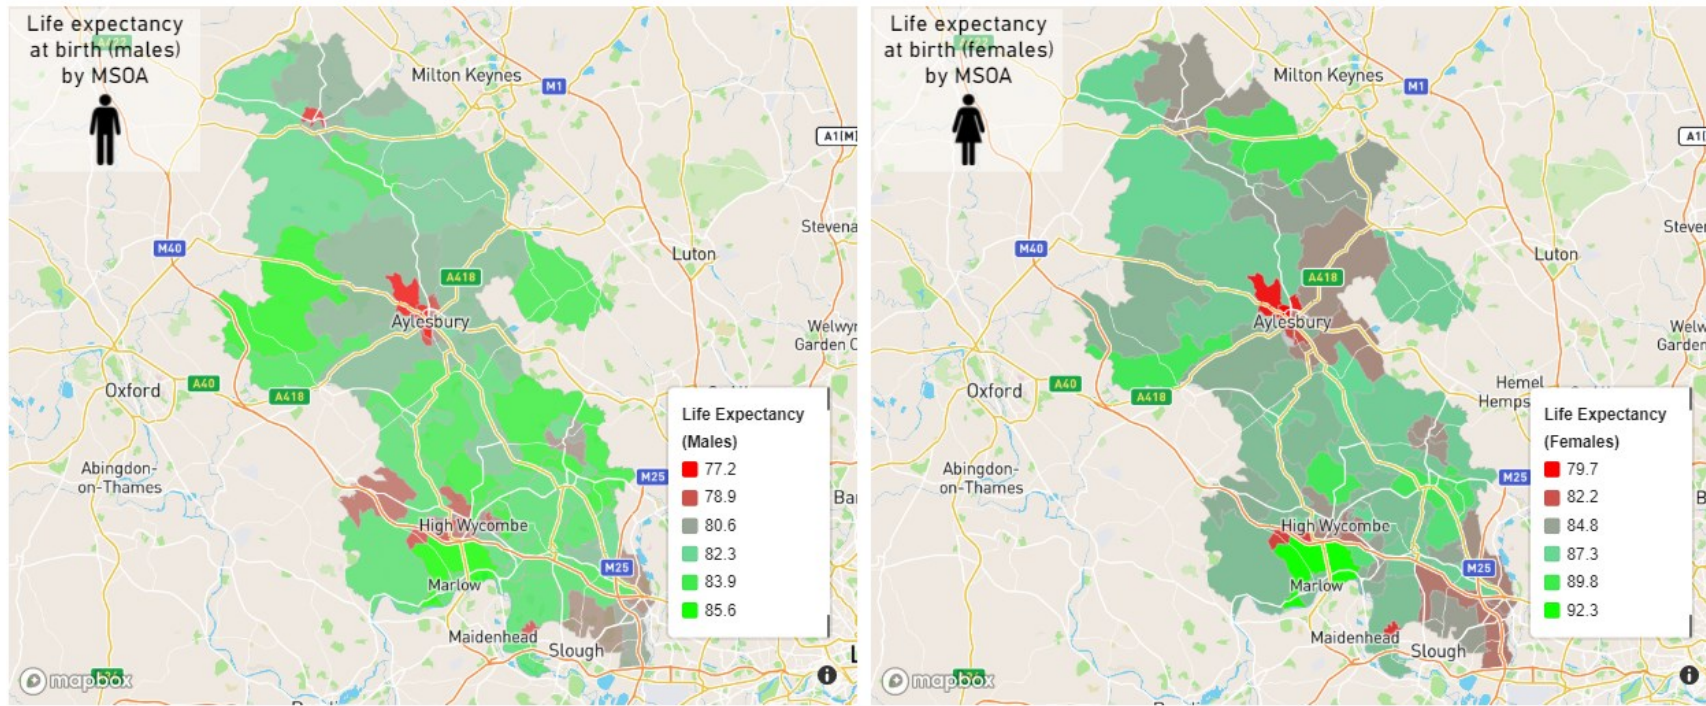 Life expectancy
at birth (males)
by MSOA
Milton Keynes
M1
A1(M)
M40
Luton
A418
Aylesbury
Oxford
A40
A418
Abingdon-
on-Thames
M25
High Wycombe
M25
Marlow
Maidenhead
Slough
Life Expectancy
(Males)
77.2
78.9
80.6
82.3
83.9
85.6
mapbox
Life expectancy
at birth (females)
by MSOA
Milton Keynes
M1
M40
Luton
A418
Aylesbury
Oxford
A40
A418
Hemel
Abingdon-
on-Thames
M25
High Wycombe
M25
Marlow
Maidenhead
Slough
Life Expectancy
(Females)
79.7
82.2
84.8
87.3
89.8
92.3
mapbox